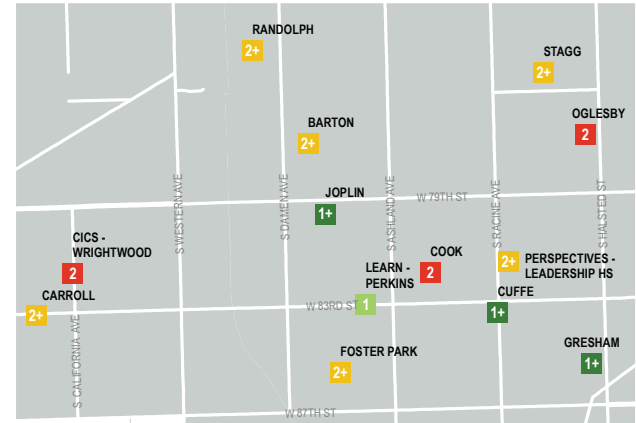 RANDOLPH
2+
STAGG
2+
OGLESBY
2
BARTON
2+
S WESTERN AVE
S DAMEN AVE
S ASHLAND AVE
S RACINE AVE
S HALSTED ST
W 79TH ST
JOPLIN
1+
CICS -
WRIGHTWOOD
2
CARROLL
2+
S CALIFORNIA AVE
LEARN -
PERKINS
1
COOK
2
2+
PERSPECTIVES -
LEADERSHIP HS
CUFFE
1+
W 83RD ST
FOSTER PARK
2+
GRESHAM
1+
W 87TH ST